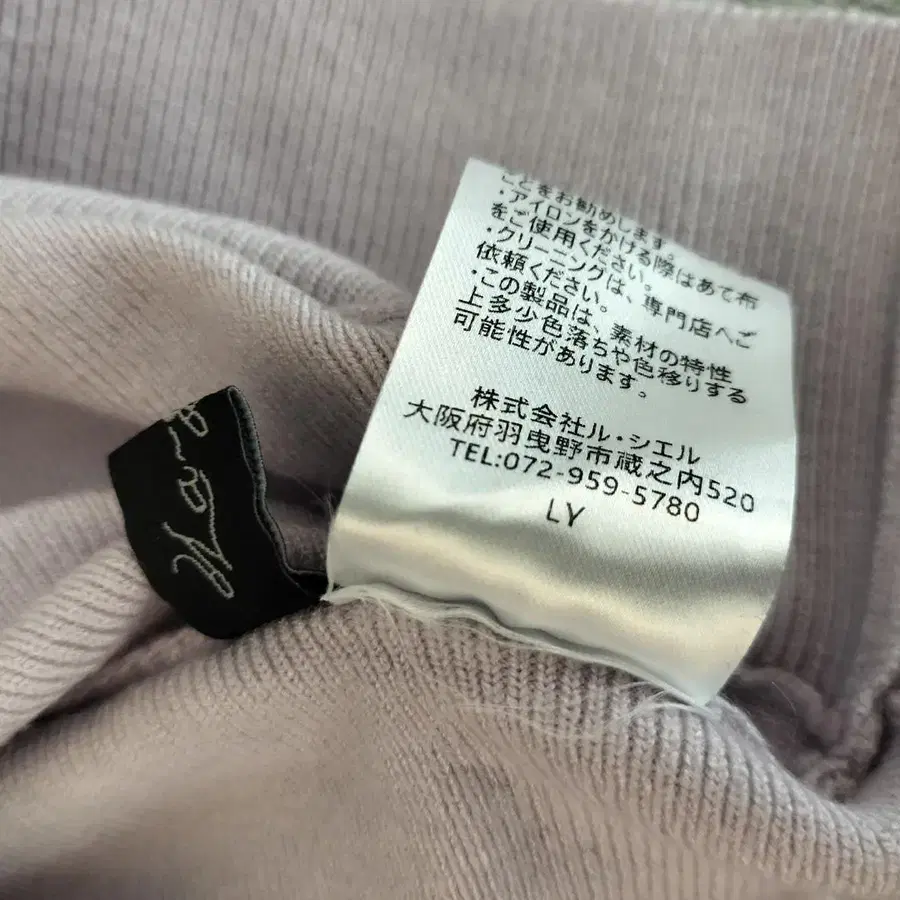 ことをお勧めします。
・アイロンをかける際はあて布
をご使用ください。
・クリーニングは、専門店へご
依頼ください。
・この製品は、素材の特性
上多少色落ちや色移りする
可能性があります。
株式会社ル・シエル
大阪府羽曳野市蔵之内520
TEL:072-959-5780
LY